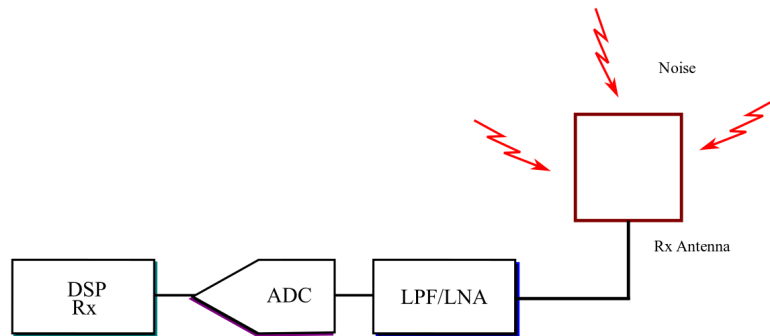 Noise
Rx Antenna
DSP
Rx
ADC
LPF/LNA